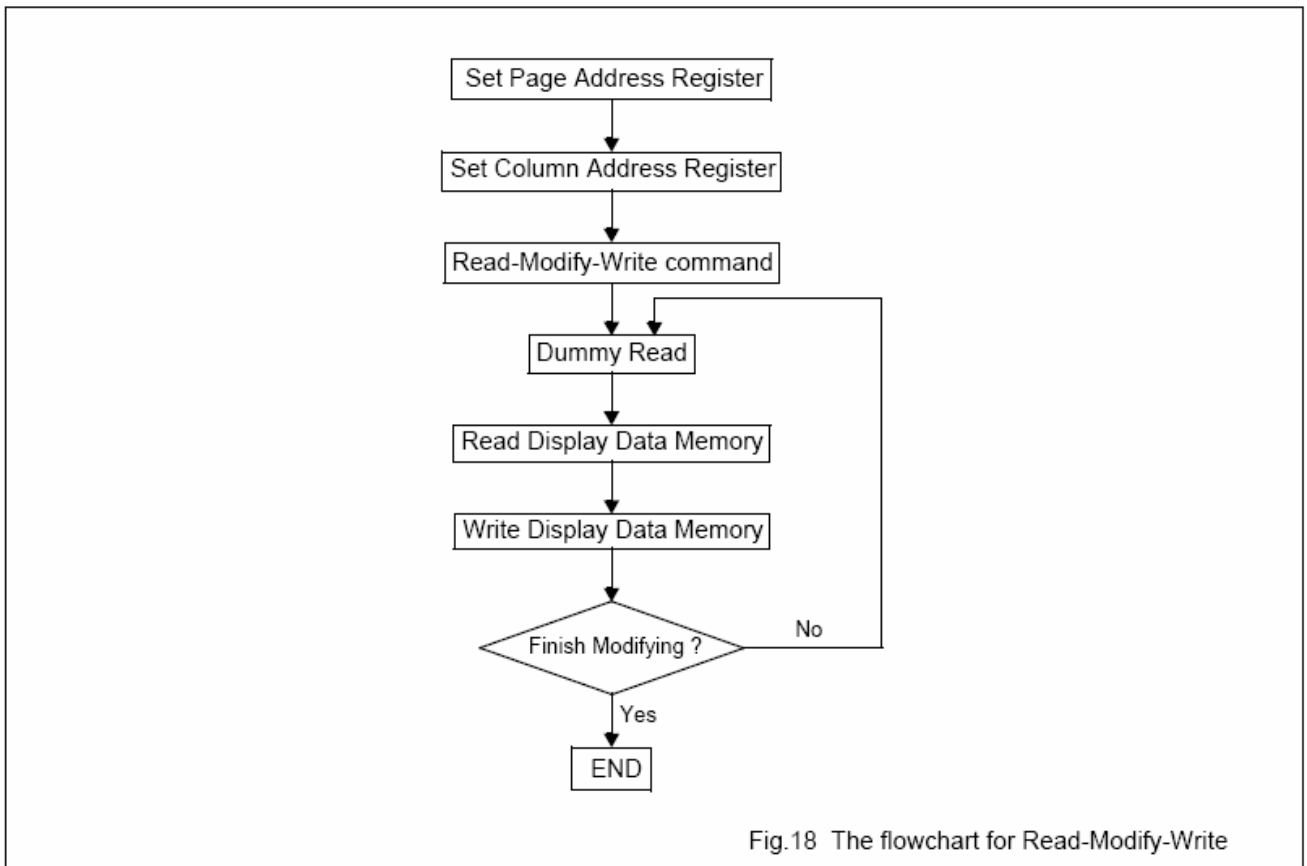 Set Page Address Register
Set Column Address Register
Read-Modify-Write command
Dummy Read
Read Display Data Memory
Write Display Data Memory
Finish Modifying ?
No
Yes
END
Fig.18 The flowchart for Read-Modify-Write